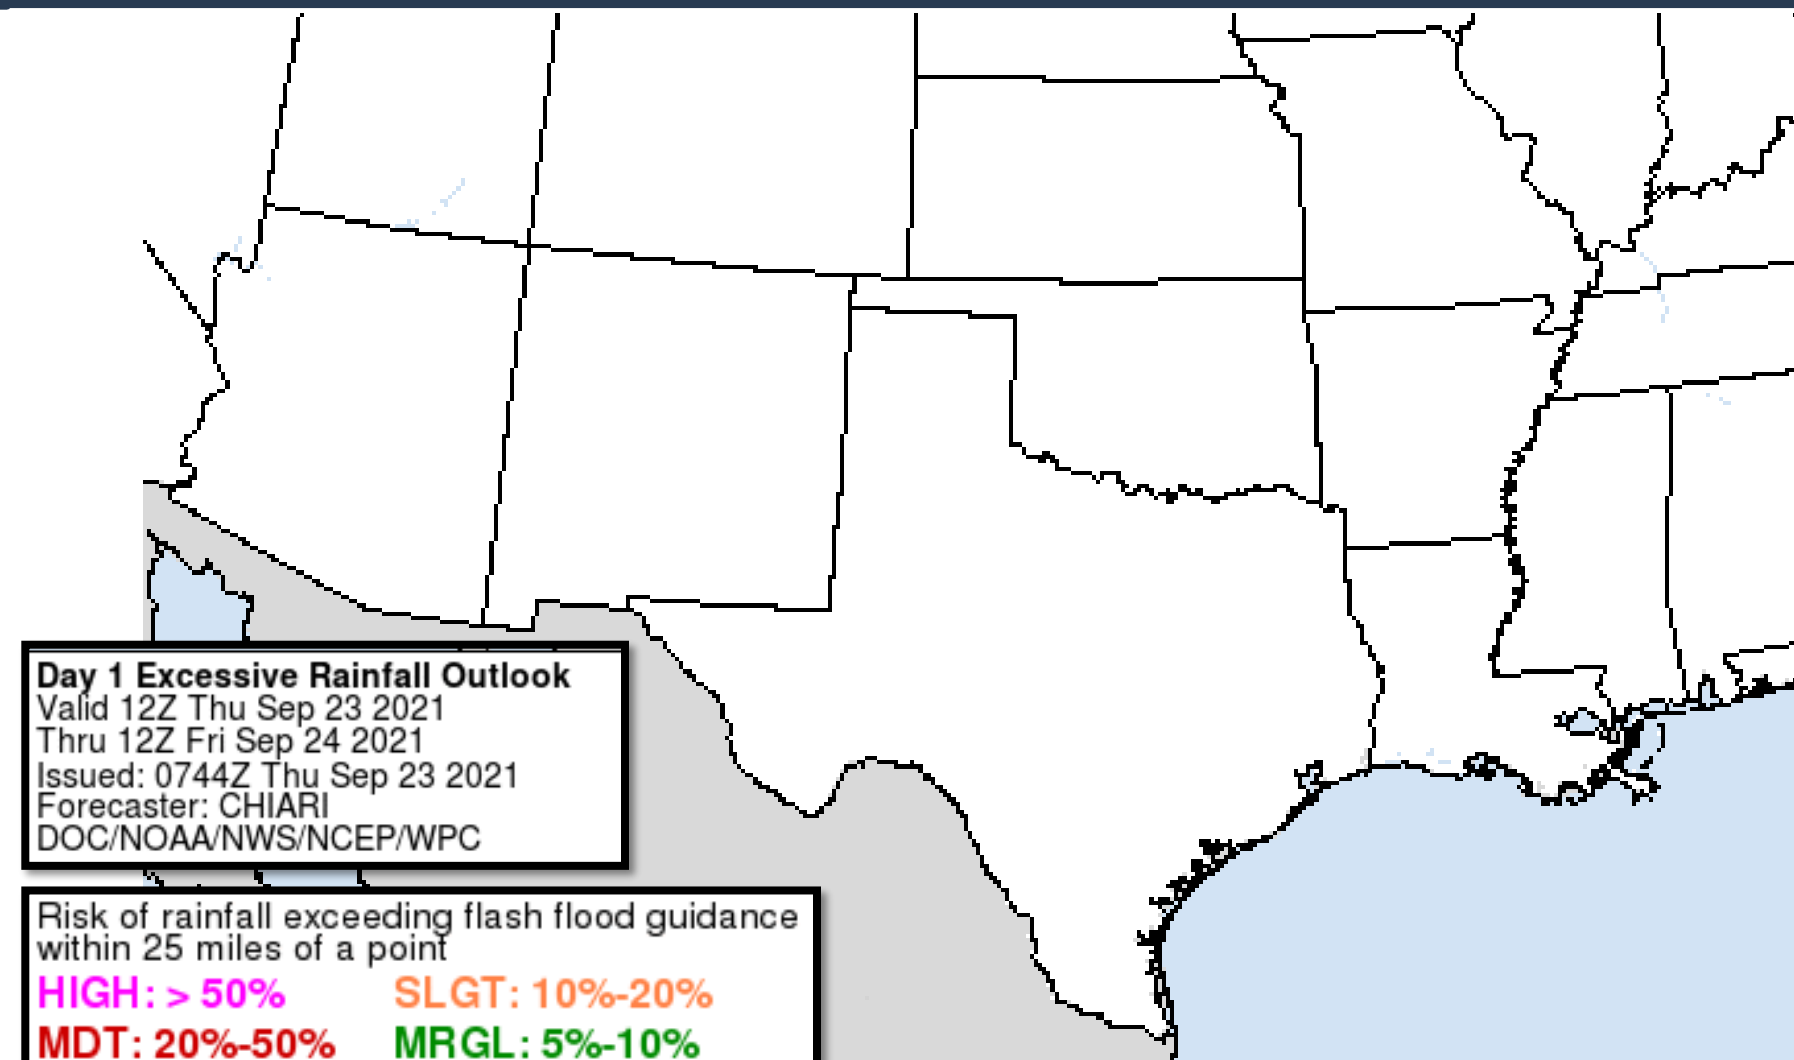 Day 1 Excessive Rainfall Outlook
Valid 12Z Thu Sep 23 2021
Thru 12Z Fri Sep 24 2021
Issued: 0744Z Thu Sep 23 2021
Forecaster: CHIARI
DOC/NOAA/NWS/NCEP/WPC
Risk of rainfall exceeding flash flood guidance
within 25 miles of a point
HIGH: > 50% SLGT: 10%-20%
MDT: 20%-50% MRGL: 5%-10%